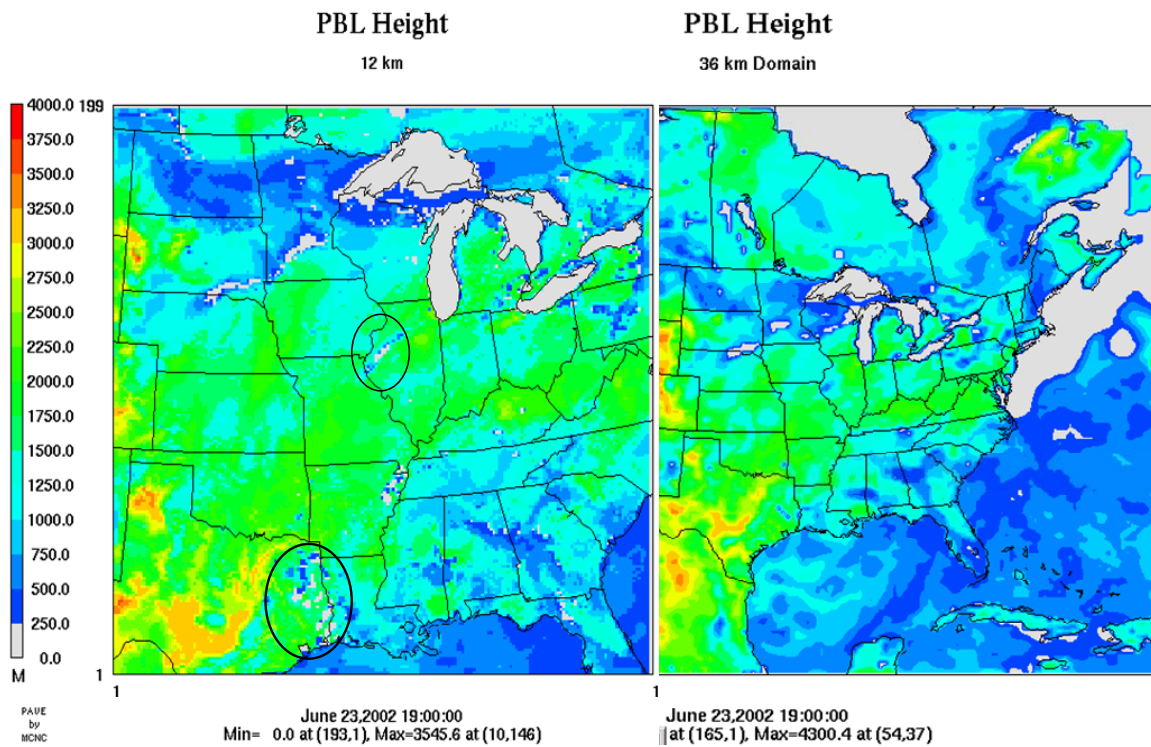 PBL Height
12 km
PBL Height
36 km Domain
4000.0
3750.0
3500.0
3250.0
3000.0
2750.0
2500.0
2250.0
2000.0
1750.0
1500.0
1250.0
1000.0
750.0
500.0
250.0
0.0
M
199
1
1
1
PAVE
by
MCNC
June 23,2002 19:00:00
Min= 0.0 at (193,1), Max=3545.6 at (10,146)
June 23,2002 19:00:00
at (165,1), Max=4300.4 at (54,37)